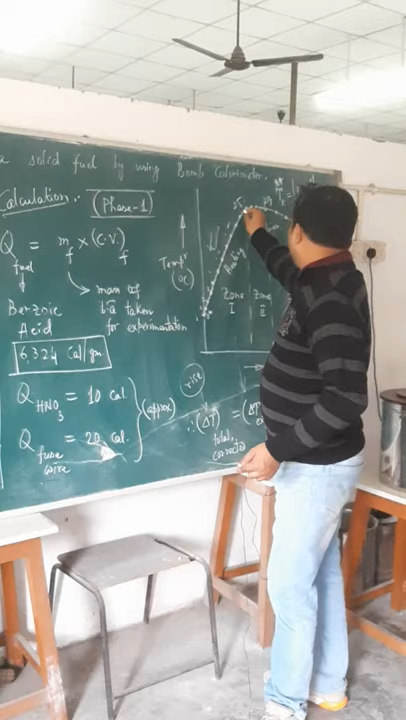 a solid fuel by using Bomb Calorimeter.
Calculation:
(Phase-1)
Q fuel = m f × (C.V.) f
Benzoic
Acid
mass of
b a taken
for experimentation
6324 Cal/gm
Q HNO3 = 10 Cal
Q fuse wire = 20 Cal.
(approx)
Temp
(°C)
Zone
I
Zone
II
rise
∴ (ΔT) total, = (ΔT